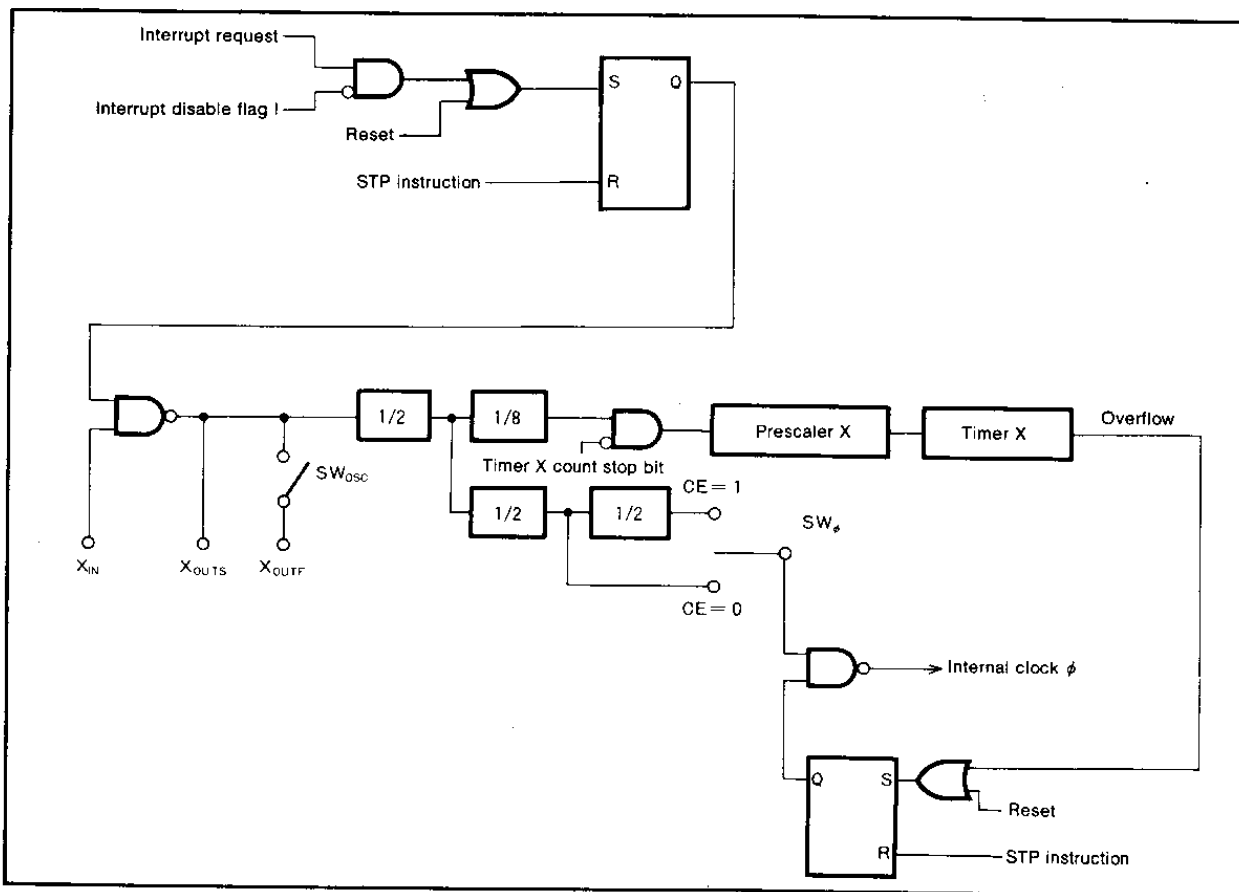 Interrupt request
Interrupt disable flag I
Reset
STP instruction
S
Q
R
1/2
1/8
Prescaler X
Timer X
Overflow
Timer X count stop bit
SWOSC
1/2
1/2
CE=1
SWφ
CE=0
XIN
XOUTS
XOUTF
Internal clock φ
Q
S
R
Reset
STP instruction